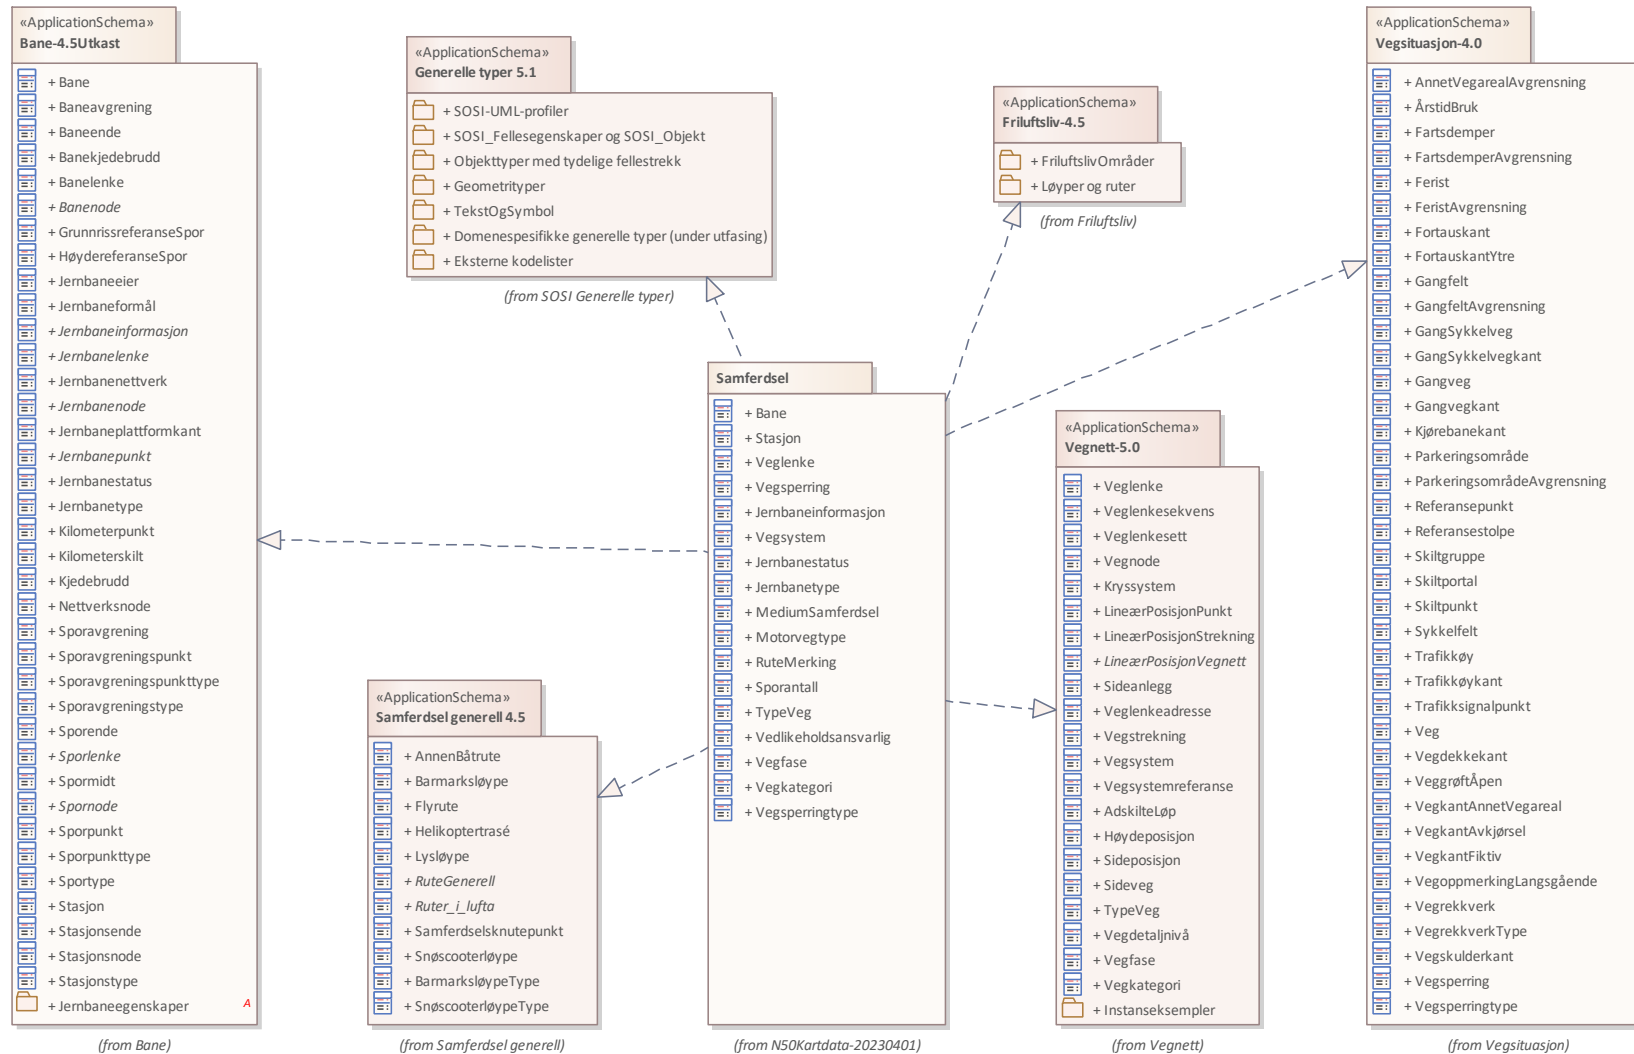 «ApplicationSchema»
Bane-4.5Utkast
+ Bane
+ Baneavgrening
+ Baneende
+ Banekjedebrudd
+ Banelenke
+ Banenode
+ GrunnrissreferanseSpor
+ HøydereferanseSpor
+ Jernbaneeier
+ Jernbaneformål
+ Jernbaneinformasjon
+ Jernbanelenke
+ Jernbanenettverk
+ Jernbanenode
+ Jernbaneplattformkant
+ Jernbanepunkt
+ Jernbanestatus
+ Jernbanetype
+ Kilometerpunkt
+ Kilometerskilt
+ Kjedebrudd
+ Nettverksnode
+ Sporavgrening
+ Sporavgreningspunkt
+ Sporavgreningspunkttype
+ Sporavgreningstype
+ Sporende
+ Sporlenke
+ Spormidt
+ Spornode
+ Sporpunkt
+ Sporpunkttype
+ Sportype
+ Stasjon
+ Stasjonsende
+ Stasjonsnode
+ Stasjonstype
+ Jernbaneegenskaper A
(from Bane)
«ApplicationSchema»
Generelle typer 5.1
+ SOSI-UML-profiler
+ SOSI_Fellesegenskaper og SOSI_Objekt
+ Objekttyper med tydelige fellestrekk
+ Geometrityper
+ TekstOgSymbol
+ Domenespesifikke generelle typer (under utfasing)
+ Eksterne kodelister
(from SOSI Generelle typer)
«ApplicationSchema»
Samferdsel generell 4.5
+ AnnenBåtrute
+ Barmarksløype
+ Flyrute
+ Helikoptertrasé
+ Lysløype
+ RuteGenerell
+ Ruter_i_lufta
+ Samferdselsknutepunkt
+ Snøscooterløype
+ BarmarksløypeType
+ SnøscooterløypeType
(from Samferdsel generell)
Samferdsel
+ Bane
+ Stasjon
+ Veglenke
+ Vegsperring
+ Jernbaneinformasjon
+ Vegsystem
+ Jernbanestatus
+ Jernbanetype
+ MediumSamferdsel
+ Motorvegtype
+ RuteMerking
+ Sporantall
+ TypeVeg
+ Vedlikeholdsansvarlig
+ Vegfase
+ Vegkategori
+ Vegsperringtype
(from N50Kartdata-20230401)
«ApplicationSchema»
Friluftsliv-4.5
+ FriluftslivOmråder
+ Løyper og ruter
(from Friluftsliv)
«ApplicationSchema»
Vegnett-5.0
+ Veglenke
+ Veglenkesekvens
+ Veglenkesett
+ Vegnode
+ Kryssystem
+ LineærPosisjonPunkt
+ LineærPosisjonStrekning
+ LineærPosisjonVegnett
+ Sideanlegg
+ Veglenkeadresse
+ Vegstrekning
+ Vegsystem
+ Vegsystemreferanse
+ AdskilteLøp
+ Høydeposisjon
+ Sideposisjon
+ Sideveg
+ TypeVeg
+ Vegdetaljnivå
+ Vegfase
+ Vegkategori
+ Instanseksempler
(from Vegnett)
«ApplicationSchema»
Vegsituasjon-4.0
+ AnnetVegarealAvgrensning
+ ÅrstidBruk
+ Fartsdemper
+ FartsdemperAvgrensning
+ Ferist
+ FeristAvgrensning
+ Fortauskant
+ FortauskantYtre
+ Gangfelt
+ GangfeltAvgrensning
+ GangSykkelveg
+ GangSykkelvegkant
+ Gangveg
+ Gangvegkant
+ Kjørebanekant
+ Parkeringsområde
+ ParkeringsområdeAvgrensning
+ Referansepunkt
+ Referansestolpe
+ Skiltgruppe
+ Skiltportal
+ Skiltpunkt
+ Sykkelfelt
+ Trafikkøy
+ Trafikkøykant
+ Trafikksignalpunkt
+ Veg
+ Vegdekkekant
+ VeggrøftÅpen
+ VegkantAnnetVegareal
+ VegkantAvkjørsel
+ VegkantFiktiv
+ VegoppmerkingLangsgående
+ Vegrekkverk
+ VegrekkverkType
+ Vegskulderkant
+ Vegsperring
+ Vegsperringtype
(from Vegsituasjon)